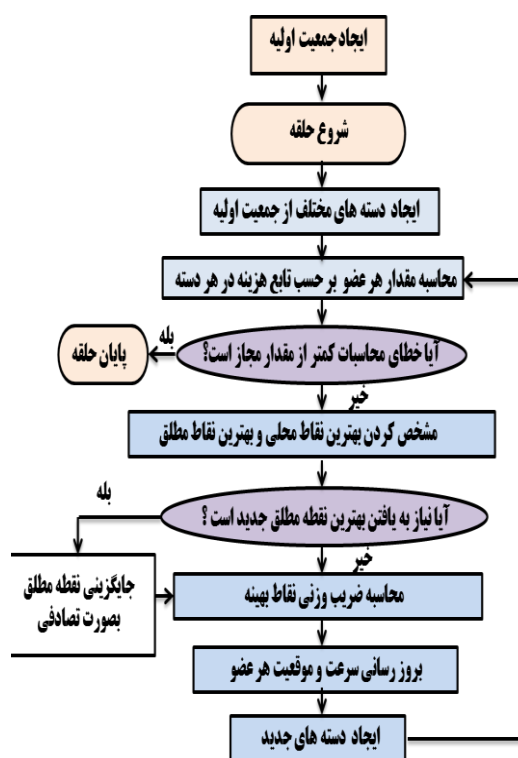 ایجاد جمعیت اولیه
شروع حلقه
ایجاد دسته های مختلف از جمعیت اولیه
محاسبه مقدار هر عضو بر حسب تابع هزینه در هر دسته
آیا خطای محاسبات کمتر از مقدار مجاز است؟
بله
پایان حلقه
خیر
مشخص کردن بهترین نقاط محلی و بهترین نقاط مطلق
آیا نیاز به یافتن بهترین نقطه مطلق جدید است ؟
بله
جایگزینی نقطه مطلق
بصورت تصادفی
خیر
محاسبه ضریب وزنی نقاط بهینه
بروز رسانی سرعت و موقعیت هر عضو
ایجاد دسته های جدید